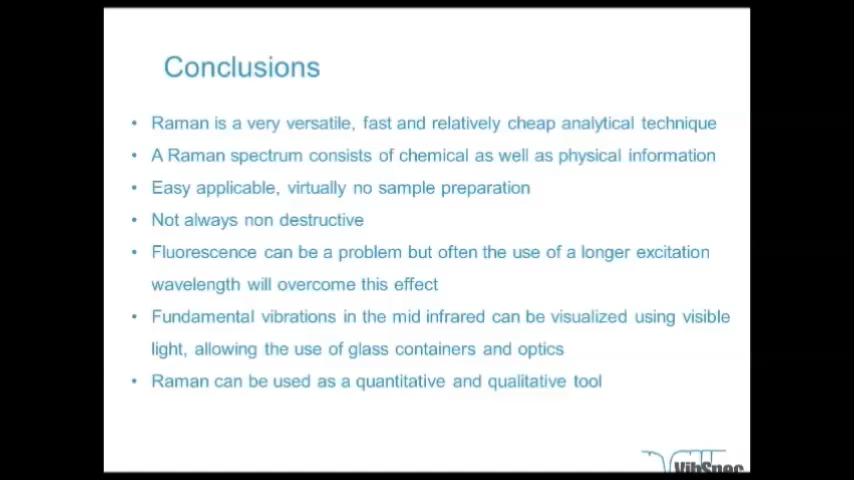 Conclusions
• Raman is a very versatile, fast and relatively cheap analytical technique
• A Raman spectrum consists of chemical as well as physical information
• Easy applicable, virtually no sample preparation
• Not always non destructive
• Fluorescence can be a problem but often the use of a longer excitation
wavelength will overcome this effect
• Fundamental vibrations in the mid infrared can be visualized using visible
light, allowing the use of glass containers and optics
• Raman can be used as a quantitative and qualitative tool
VibSpec